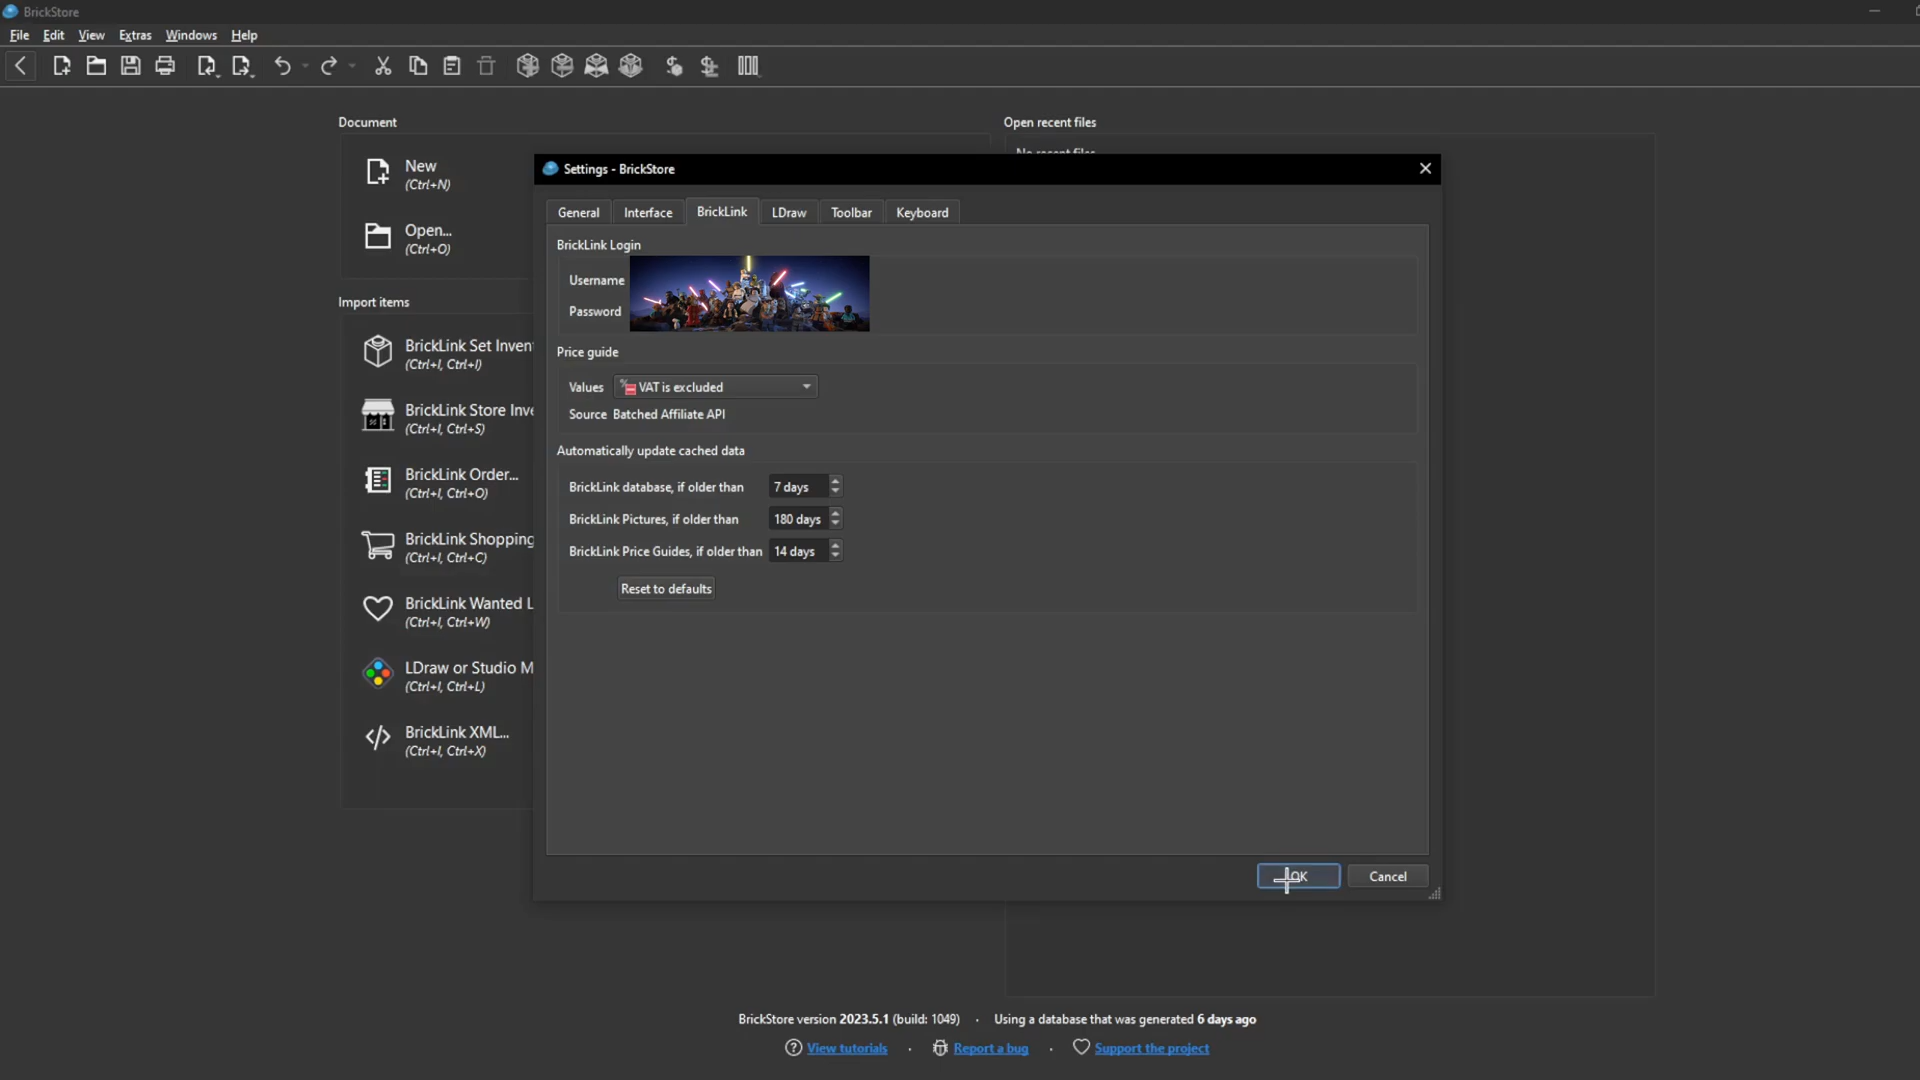 BrickStore
File Edit View Extras Windows Help
Document
New
(Ctrl+N)
Open...
(Ctrl+O)
Import items
BrickLink Set Invent
(Ctrl+I, Ctrl+I)
BrickLink Store Inve
(Ctrl+I, Ctrl+S)
BrickLink Order...
(Ctrl+I, Ctrl+O)
BrickLink Shopping
(Ctrl+I, Ctrl+C)
BrickLink Wanted L
(Ctrl+I, Ctrl+W)
LDraw or Studio M
(Ctrl+I, Ctrl+L)
BrickLink XML...
(Ctrl+I, Ctrl+X)
Open recent files
No recent files
Settings - BrickStore
General Interface BrickLink LDraw Toolbar Keyboard
BrickLink Login
Username
Password
Price guide
Values VAT is excluded
Source Batched Affiliate API
Automatically update cached data
BrickLink database, if older than 7 days
BrickLink Pictures, if older than 180 days
BrickLink Price Guides, if older than 14 days
Reset to defaults
OK Cancel
BrickStore version 2023.5.1 (build: 1049) · Using a database that was generated 6 days ago
View tutorials · Report a bug · Support the project